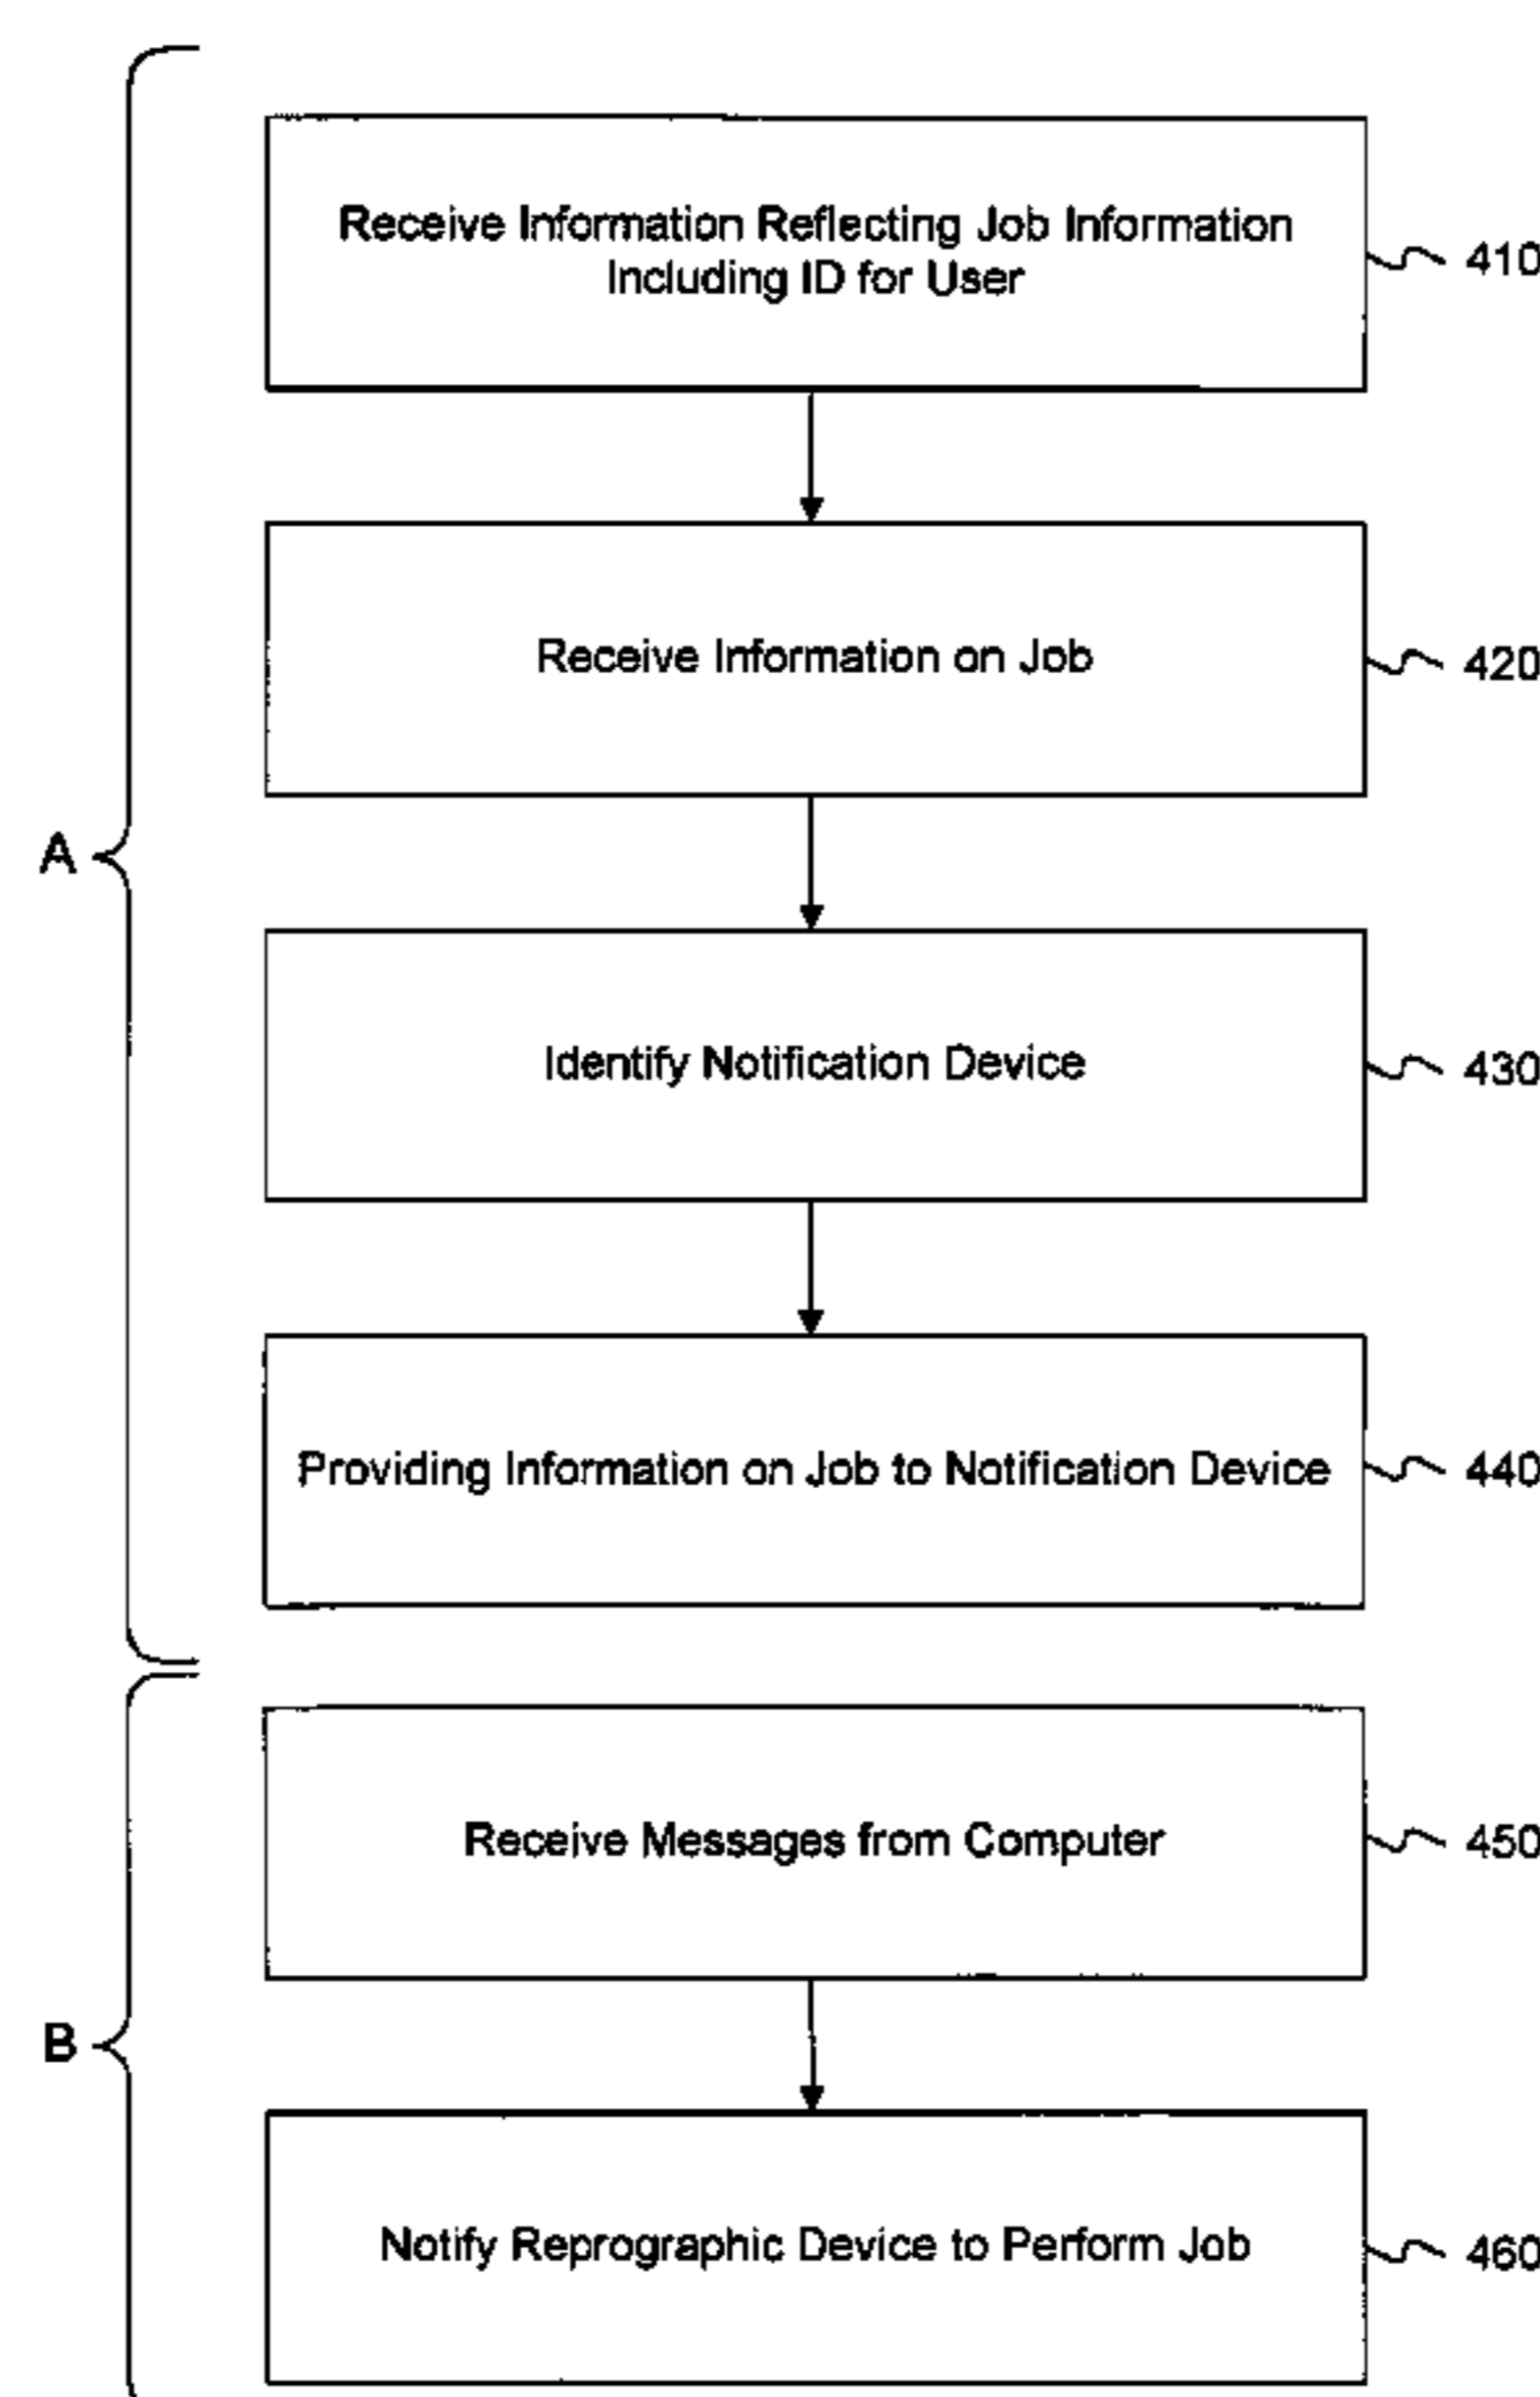 Receive Information Reflecting Job Information
Including ID for User
410
Receive Information on Job
420
A
Identify Notification Device
430
Providing Information on Job to Notification Device
440
Receive Messages from Computer
450
B
Notify Reprographic Device to Perform Job
460